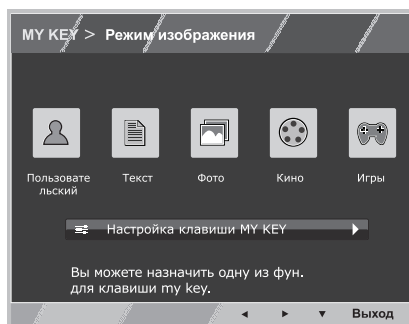 MY KEY > Режим изображения
Пользовате
льский
Текст
Фото
Кино
Игры
Настройка клавиши MY KEY
Вы можете назначить одну из фун.
для клавиши my key.
Выход